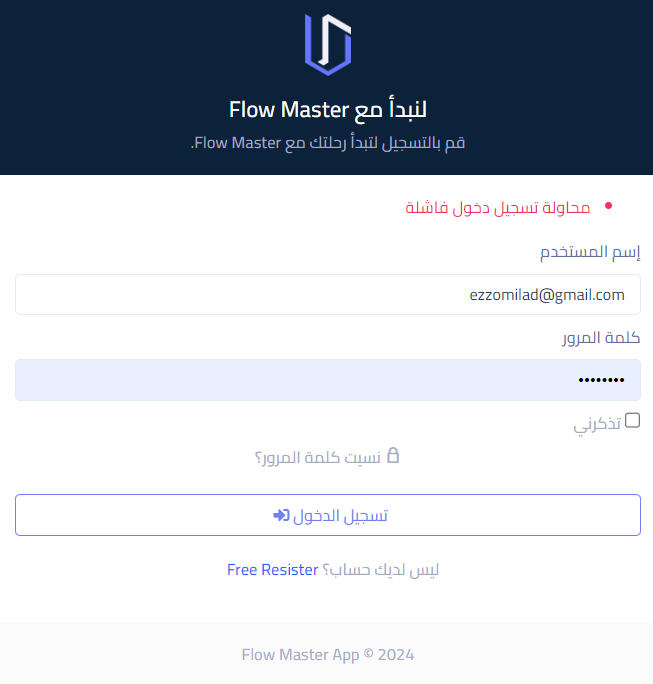 لنبدأ مع Flow Master
قم بالتسجيل لتبدأ رحلتك مع Flow Master.
محاولة تسجيل دخول فاشلة
إسم المستخدم
ezzomilad@gmail.com
كلمة المرور
••••••••
تذكرني
نسيت كلمة المرور؟
تسجيل الدخول
ليس لديك حساب؟ Free Resister
Flow Master App © 2024